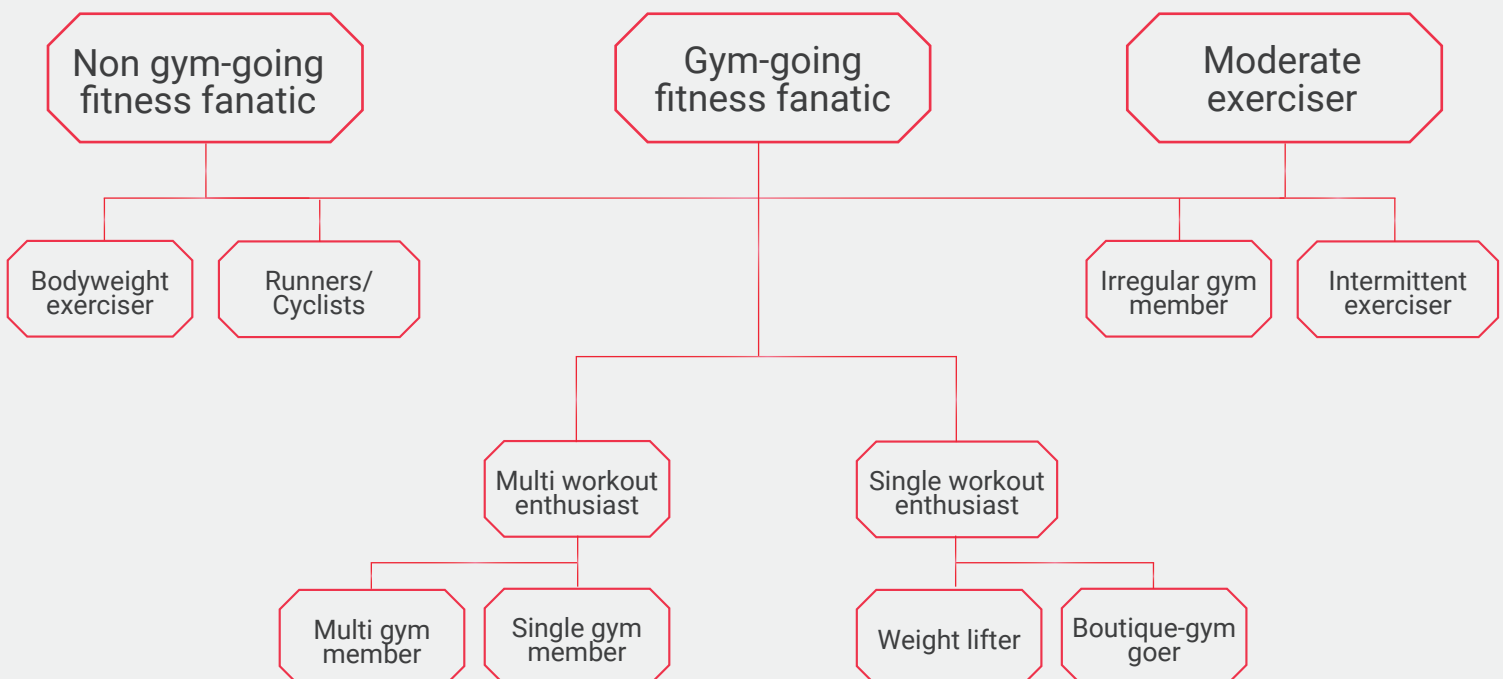 Non gym-going
fitness fanatic
Gym-going
fitness fanatic
Moderate
exerciser
Bodyweight
exerciser
Runners/
Cyclists
Irregular gym
member
Intermittent
exerciser
Multi workout
enthusiast
Single workout
enthusiast
Multi gym
member
Single gym
member
Weight lifter
Boutique-gym
goer